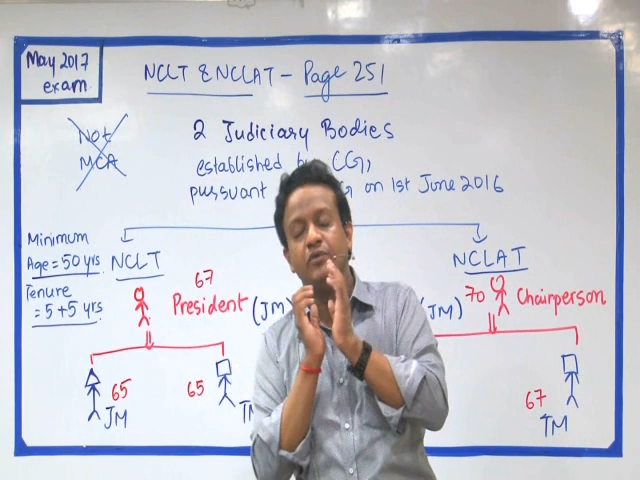 May 2017
exam
NCLT & NCLAT - Page 251
Not
MCA
2 Judiciary Bodies
established by CG,
pursuant G on 1st June 2016
Minimum
Age = 50 yrs
Tenure
= 5+5 yrs
NCLT
67
President (JM)
65
JM
65
NCLAT
70 Chairperson
(JM)
67
TM